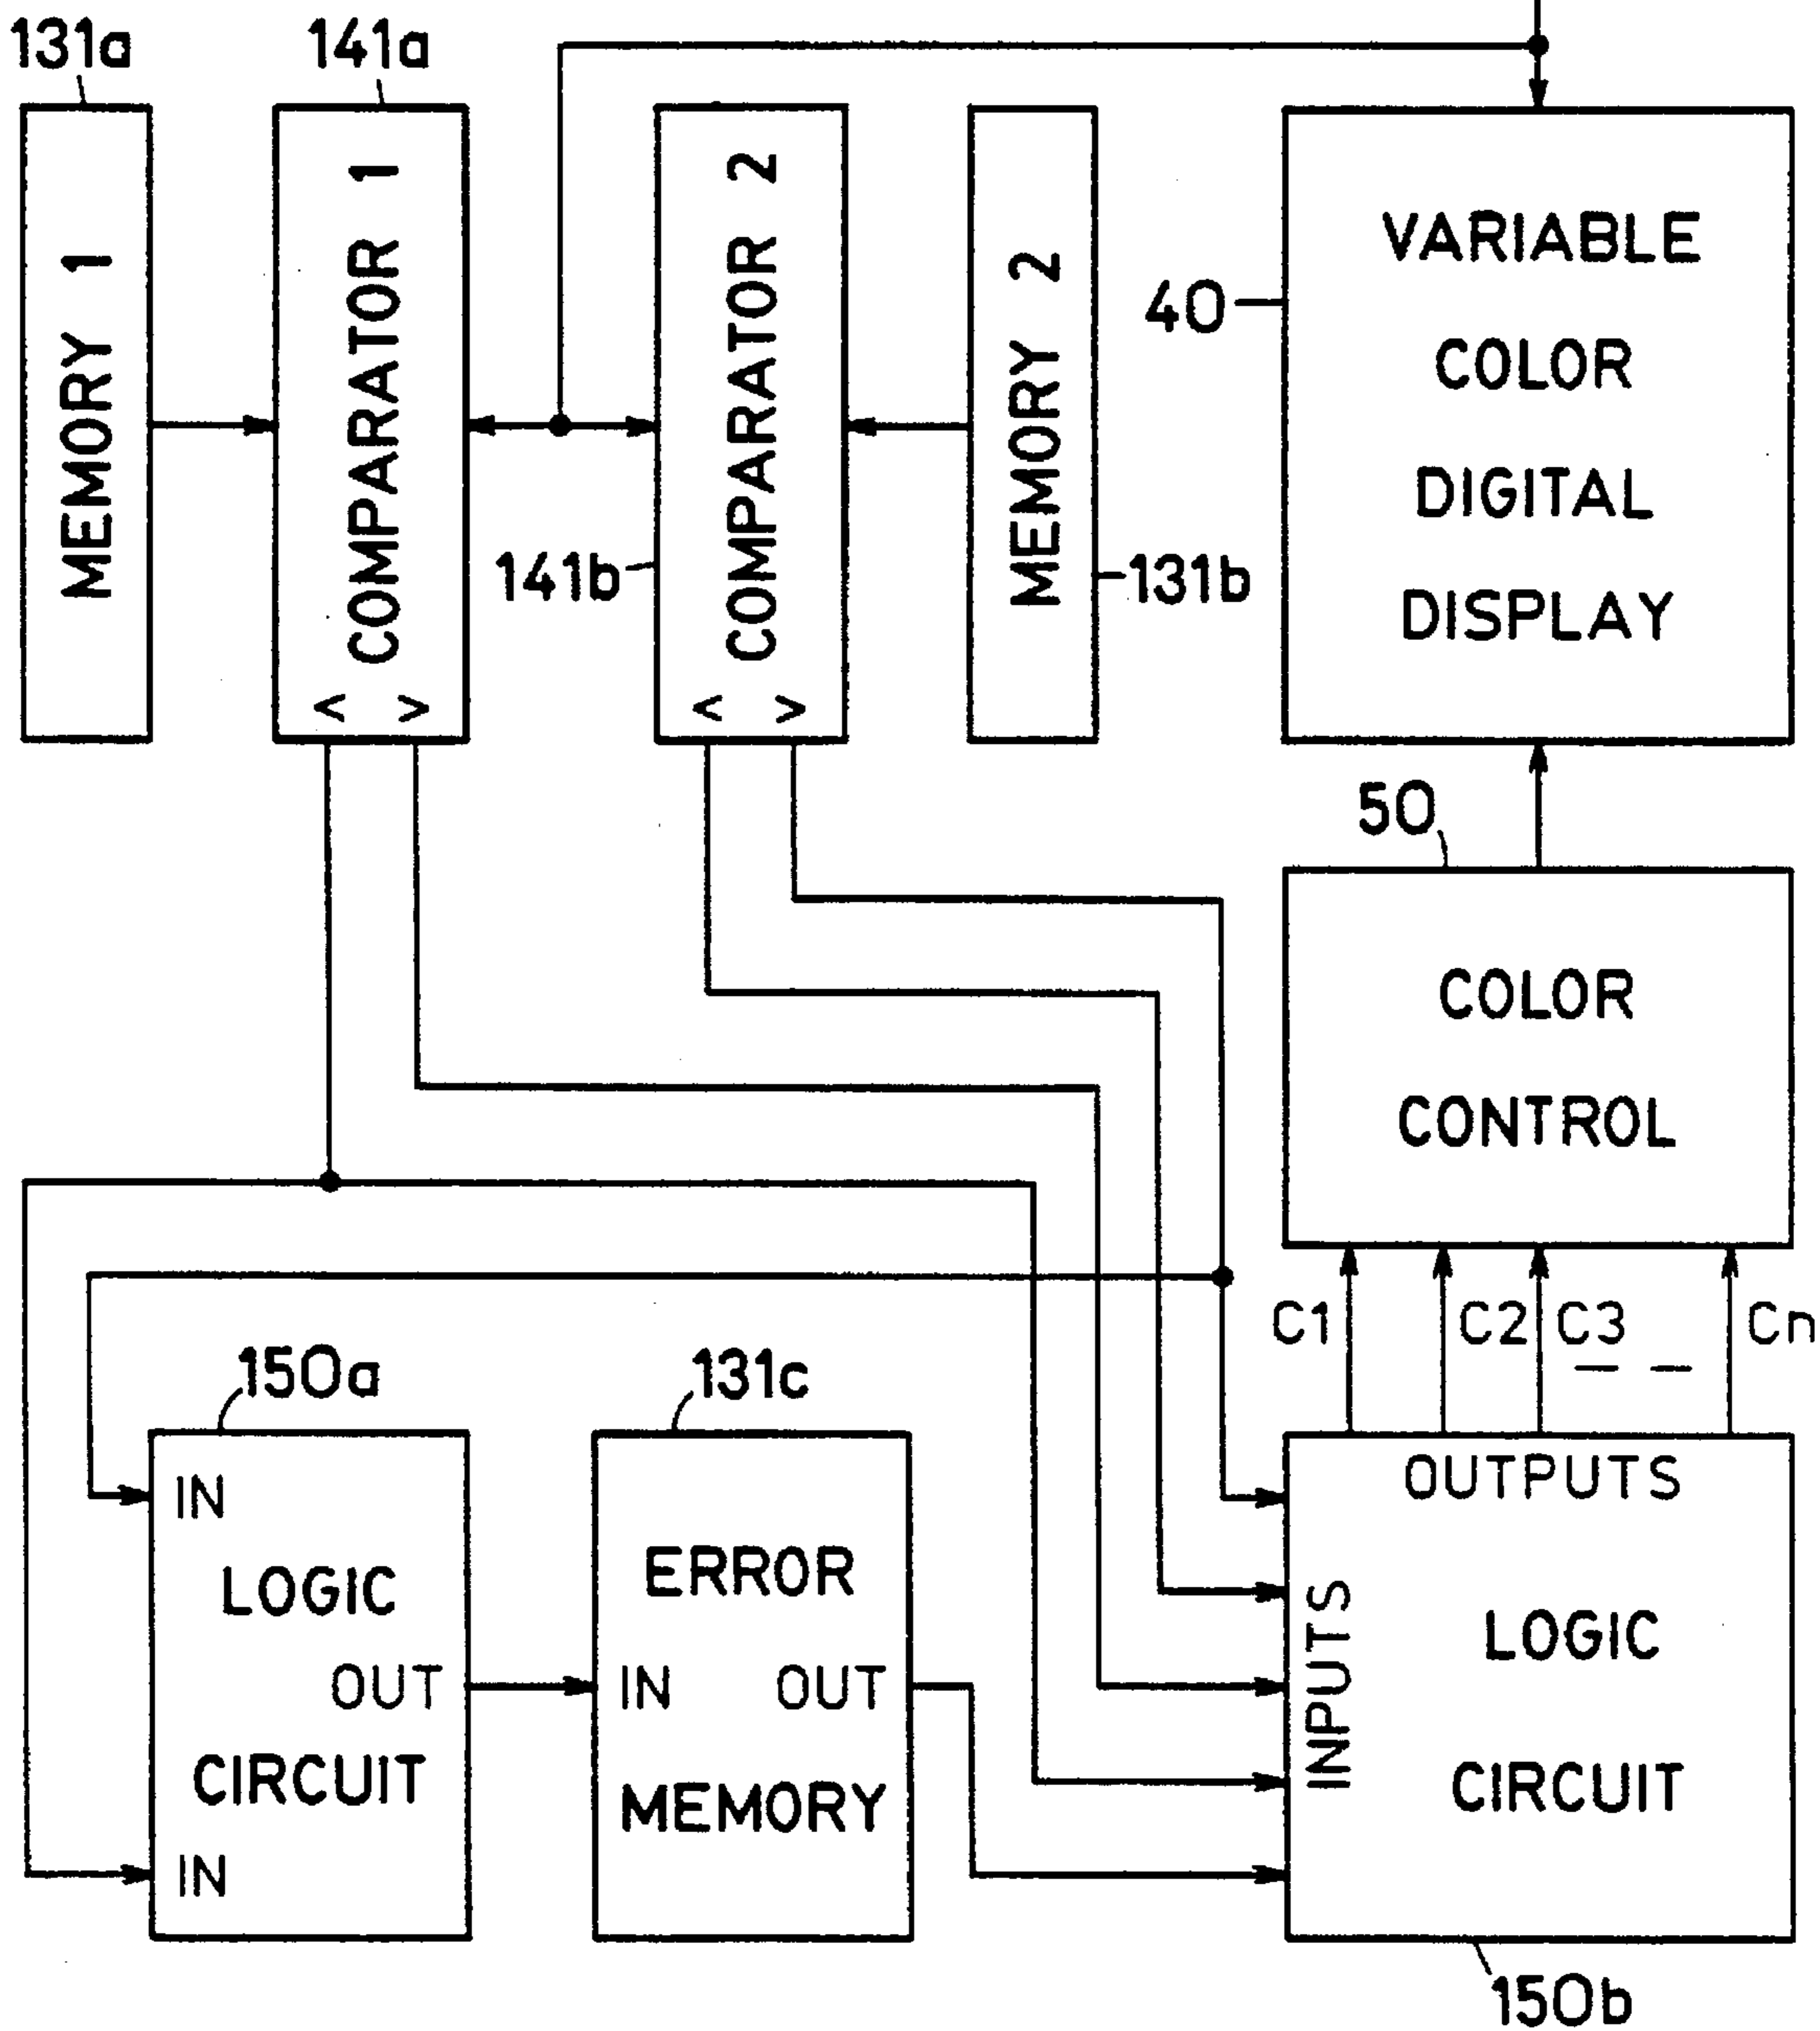 131a
141a
MEMORY 1
COMPARATOR 1
< >
COMPARATOR 2
< >
141b
MEMORY 2
131b
40
VARIABLE
COLOR
DIGITAL
DISPLAY
50
COLOR
CONTROL
C1
C2
C3
Cn
150a
IN
LOGIC
OUT
CIRCUIT
IN
131c
ERROR
IN OUT
MEMORY
OUTPUTS
INPUTS
LOGIC
CIRCUIT
150b